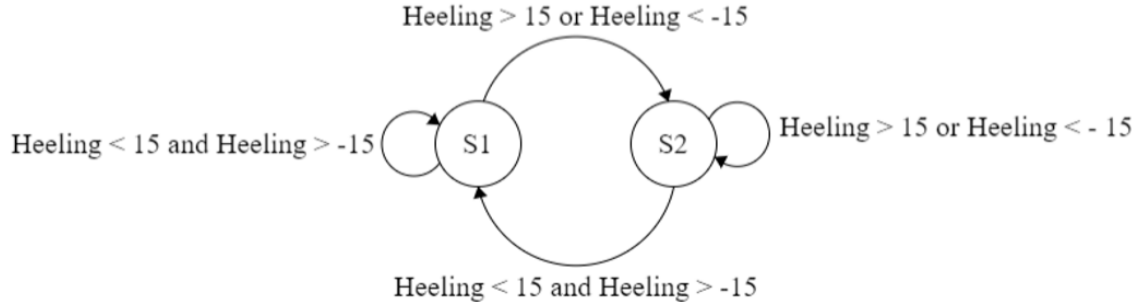 Heeling > 15 or Heeling < -15
Heeling < 15 and Heeling > -15
S1
S2
Heeling > 15 or Heeling < - 15
Heeling < 15 and Heeling > -15